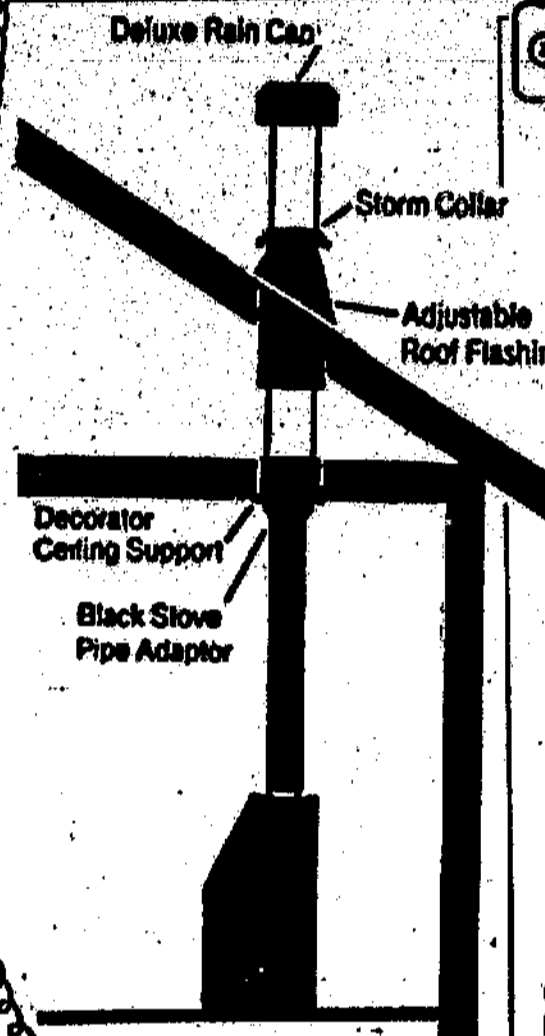 Deluxe Rain Cap
Storm Collar
Adjustable
Roof Flashin
Decorator
Ceiling Support
Black Stove
Pipe Adaptor